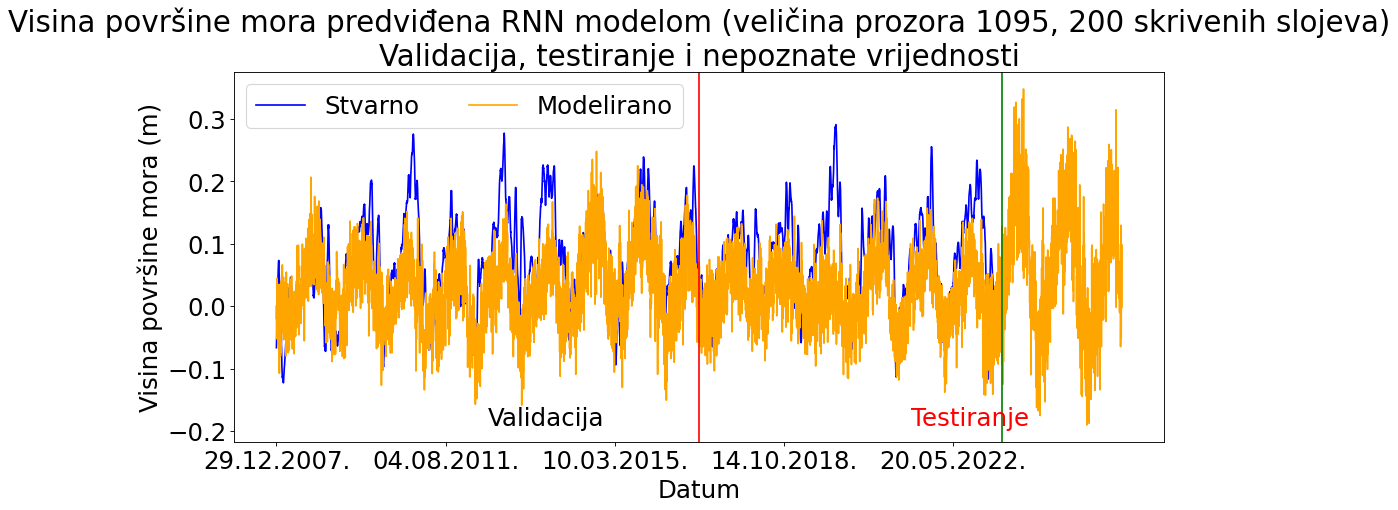 Visina površine mora predviđena RNN modelom (veličina prozora 1095, 200 skrivenih slojeva)
Validacija, testiranje i nepoznate vrijednosti
Stvarno
Modelirano
Visina površine mora (m)
0.3
0.2
0.1
0.0
−0.1
−0.2
Validacija
Testiranje
29.12.2007.
04.08.2011.
10.03.2015.
14.10.2018.
20.05.2022.
Datum